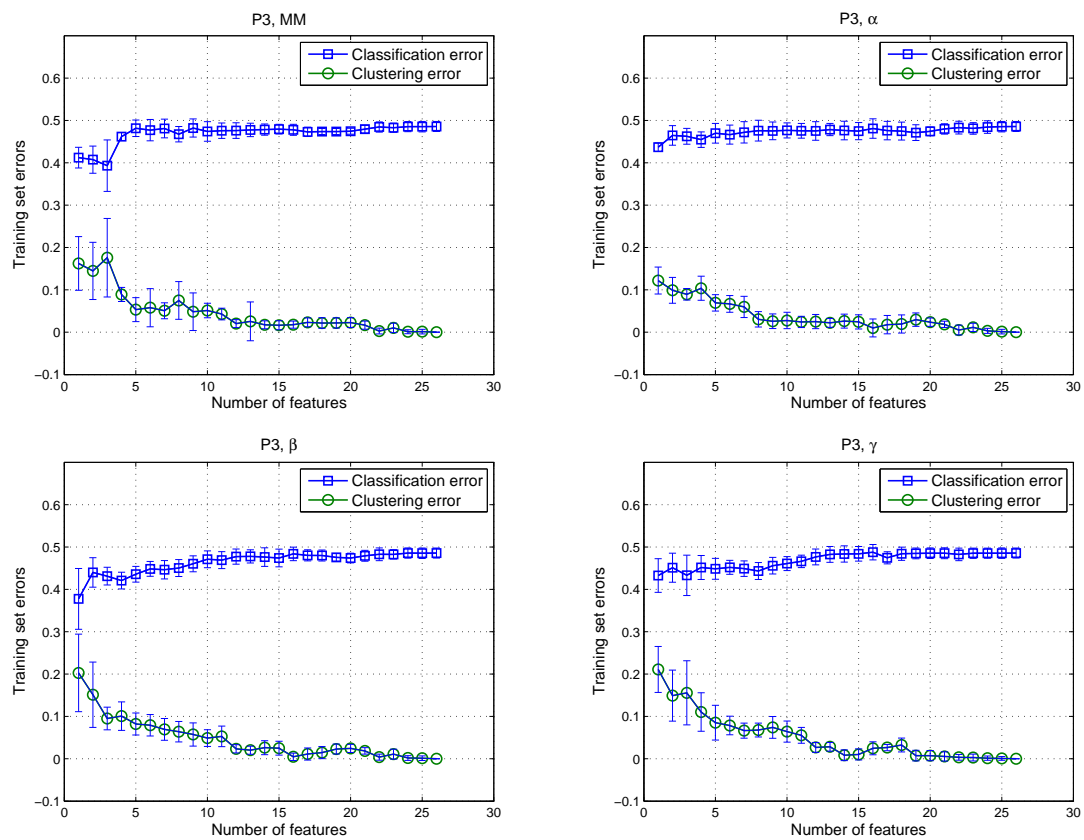 P3, MM
Classification error
Clustering error
Training set errors
0.6
0.5
0.4
0.3
0.2
0.1
0
−0.1
0 5 10 15 20 25 30
Number of features
P3, α
Classification error
Clustering error
Training set errors
0.6
0.5
0.4
0.3
0.2
0.1
0
−0.1
0 5 10 15 20 25 30
Number of features
P3, β
Classification error
Clustering error
Training set errors
0.6
0.5
0.4
0.3
0.2
0.1
0
−0.1
0 5 10 15 20 25 30
Number of features
P3, γ
Classification error
Clustering error
Training set errors
0.6
0.5
0.4
0.3
0.2
0.1
0
−0.1
0 5 10 15 20 25 30
Number of features